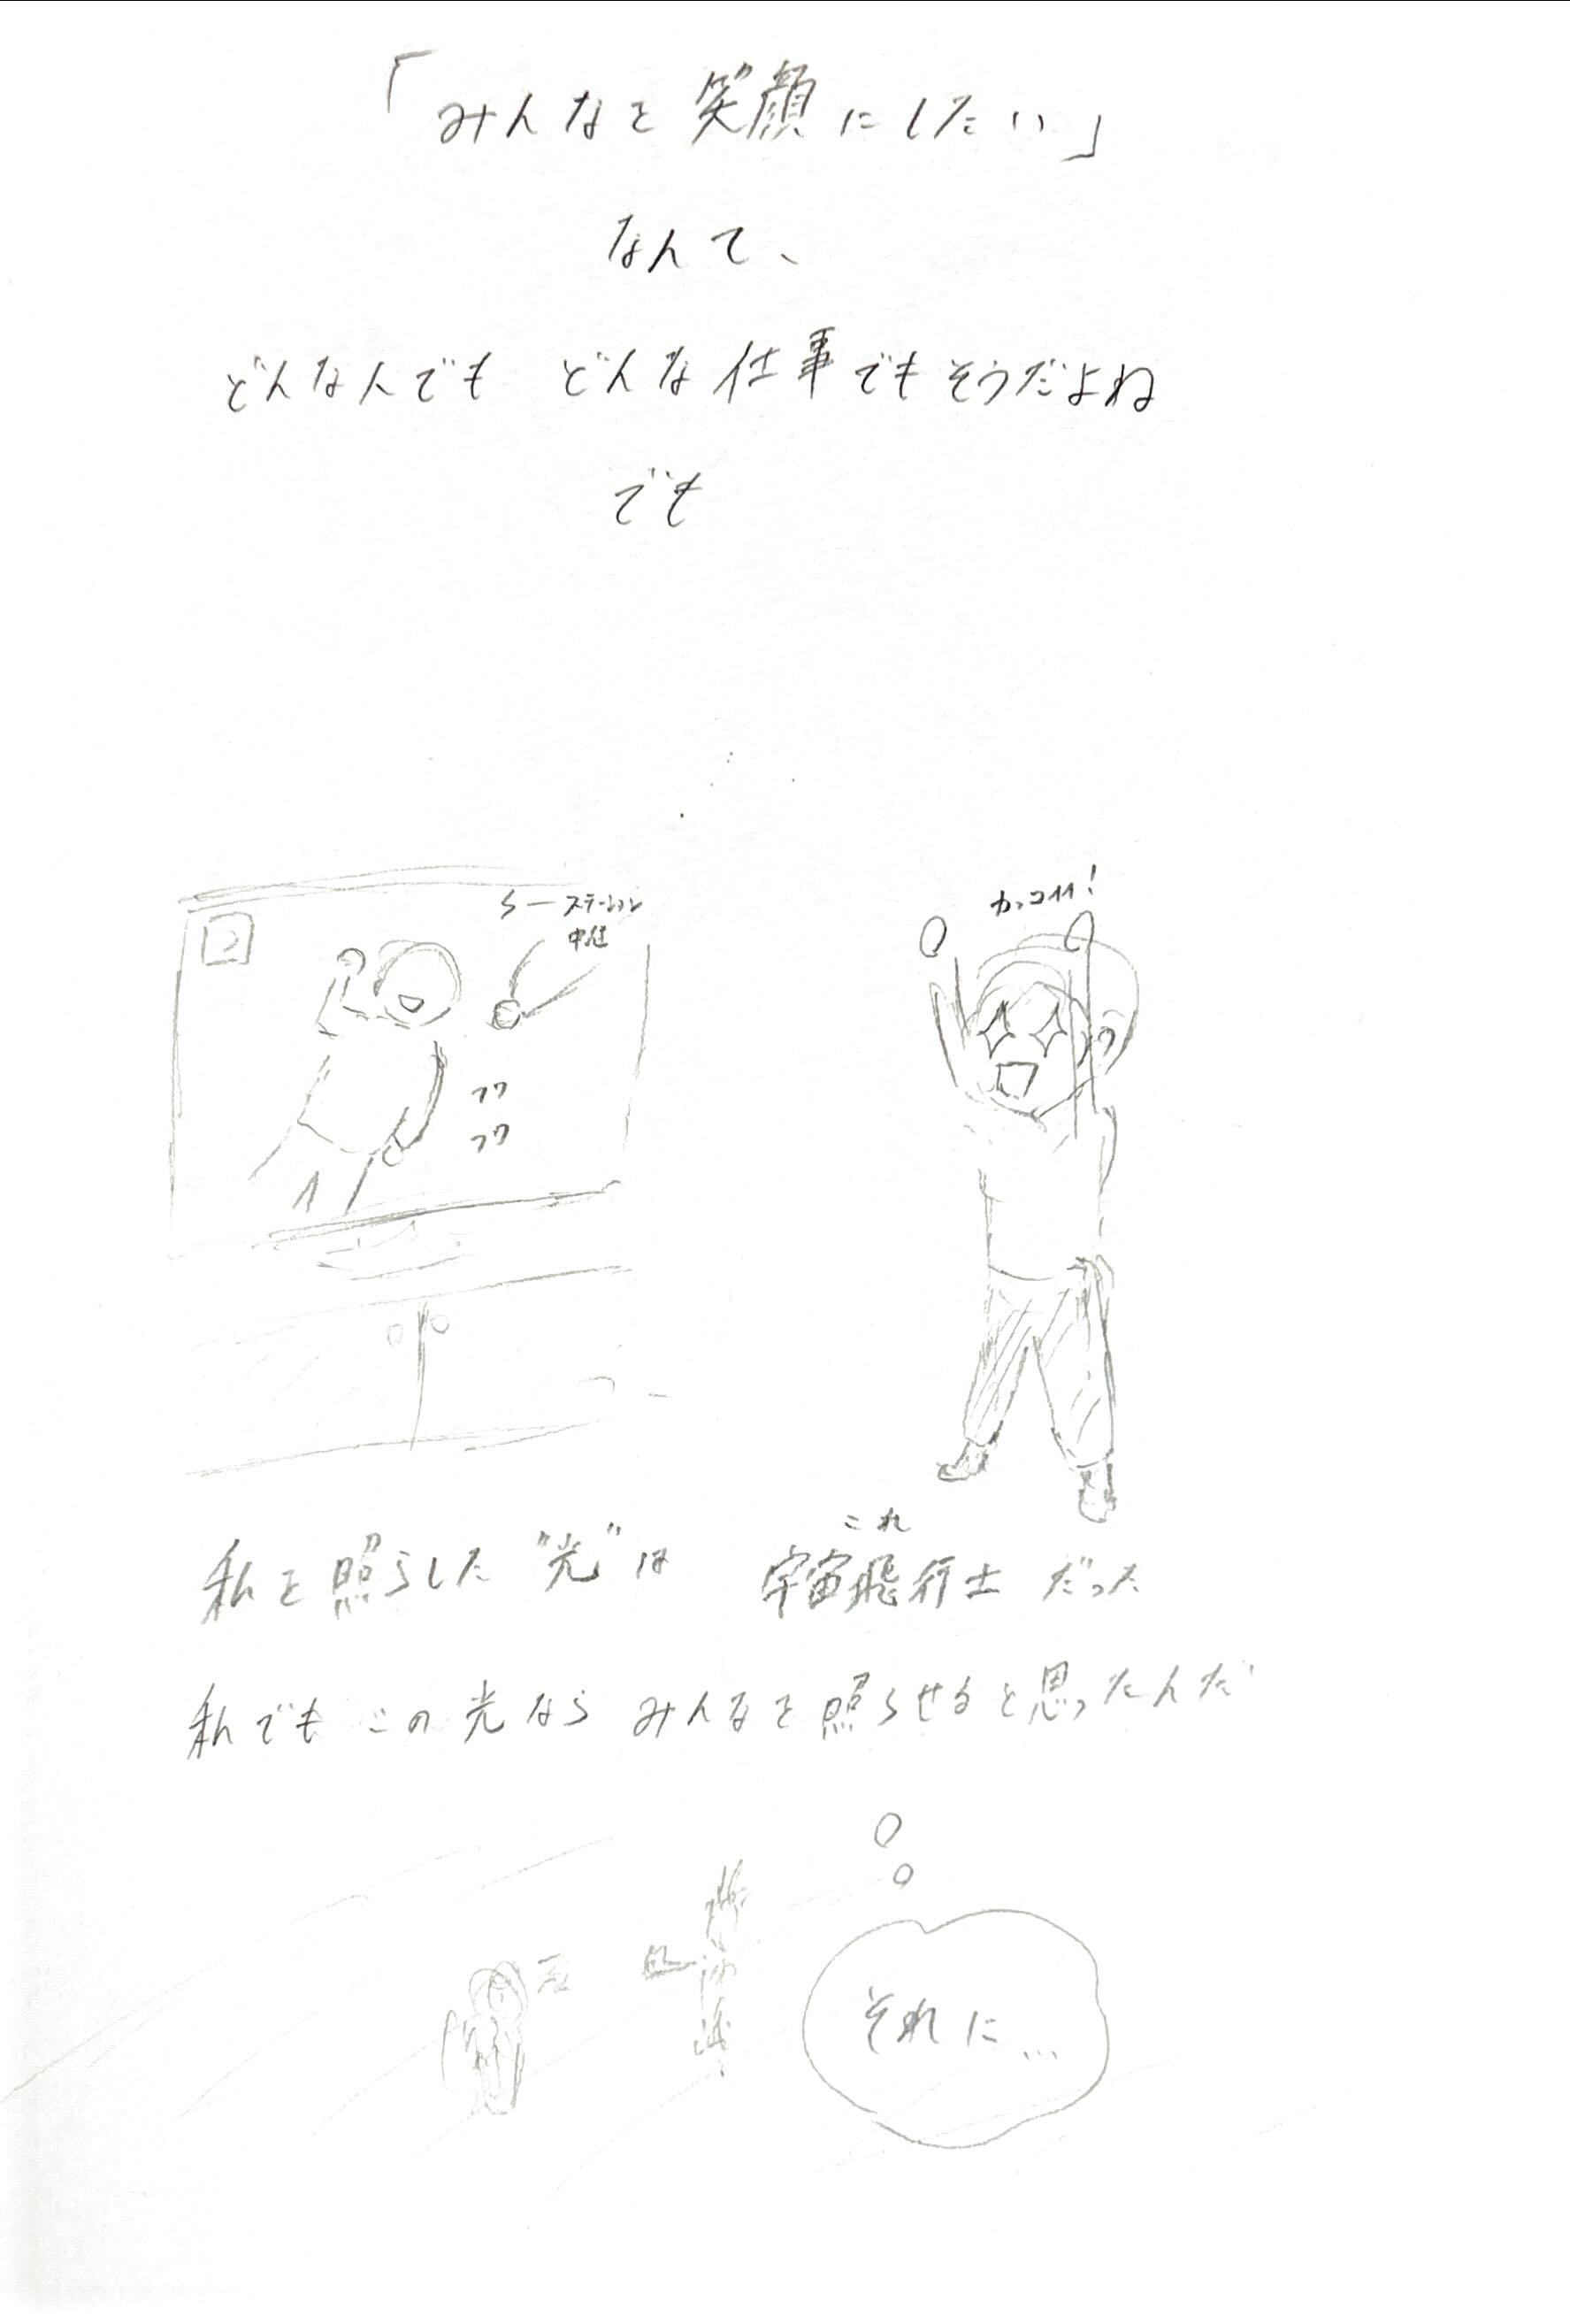 「みんなを笑顔にしたい」
なんて、
どんな人でも どんな仕事でもそうだよね
でも
ステーション
中継
カッコイイ!
フワ
フワ
私を照らした "光"は
これ
宇宙飛行士 だった
私でも この光なら みんなを照らせると思ったんだ
それに…